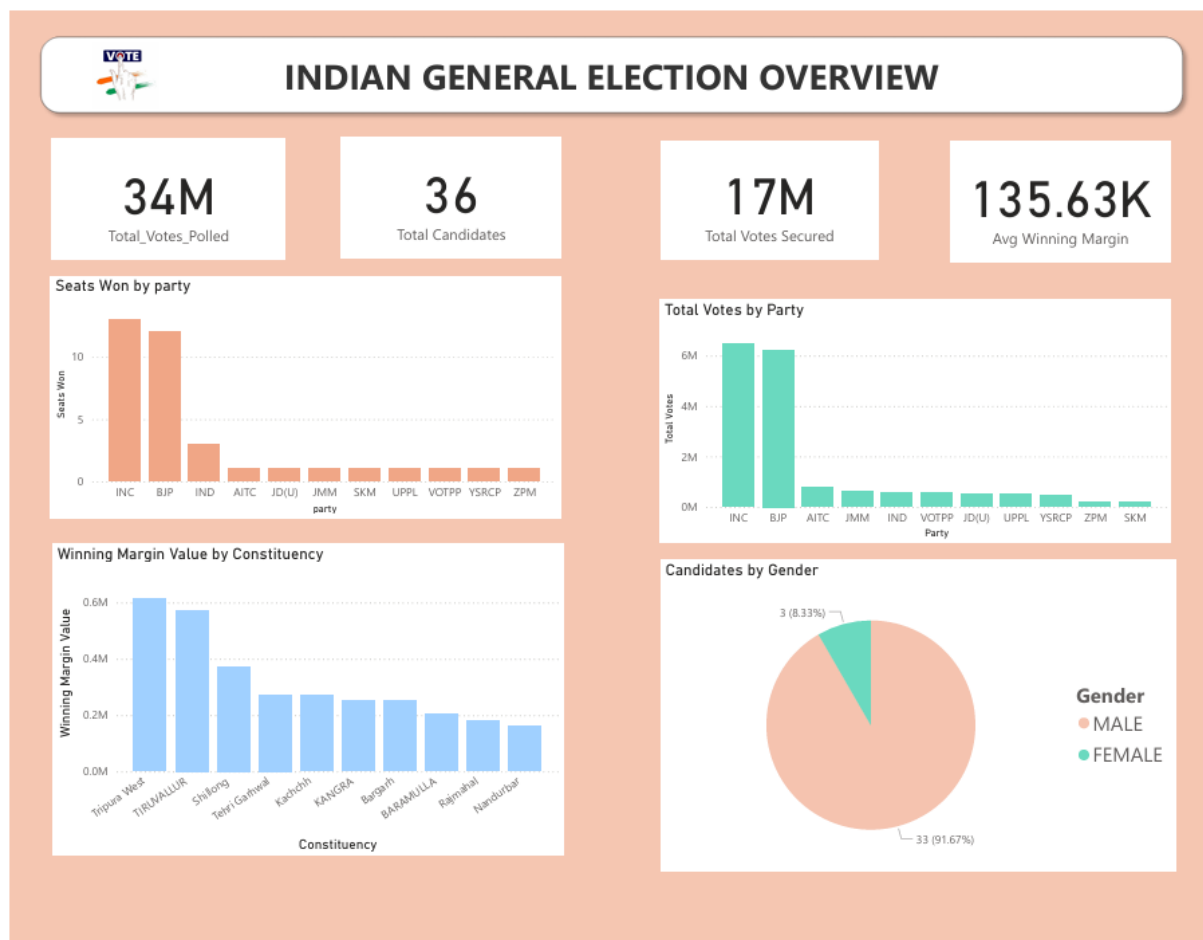 VOTE
INDIAN GENERAL ELECTION OVERVIEW
34M
Total_Votes_Polled
36
Total Candidates
17M
Total Votes Secured
135.63K
Avg Winning Margin
Seats Won by party
Seats Won
10
5
0
INC BJP IND AITC JD(U) JMM SKM UPPL VOTPP YSRCP ZPM
party
Total Votes by Party
Total Votes
6M
4M
2M
0M
INC BJP AITC JMM IND VOTPP JD(U) UPPL YSRCP ZPM SKM
Party
Winning Margin Value by Constituency
Winning Margin Value
0.6M
0.4M
0.2M
0.0M
Tripura West TIRUVALLUR Shillong Tehri Garhwal Kachchh KANGRA Bargarh BARAMULLA Rajmahal Nandurbar
Constituency
Candidates by Gender
3 (8.33%)
33 (91.67%)
Gender
MALE
FEMALE